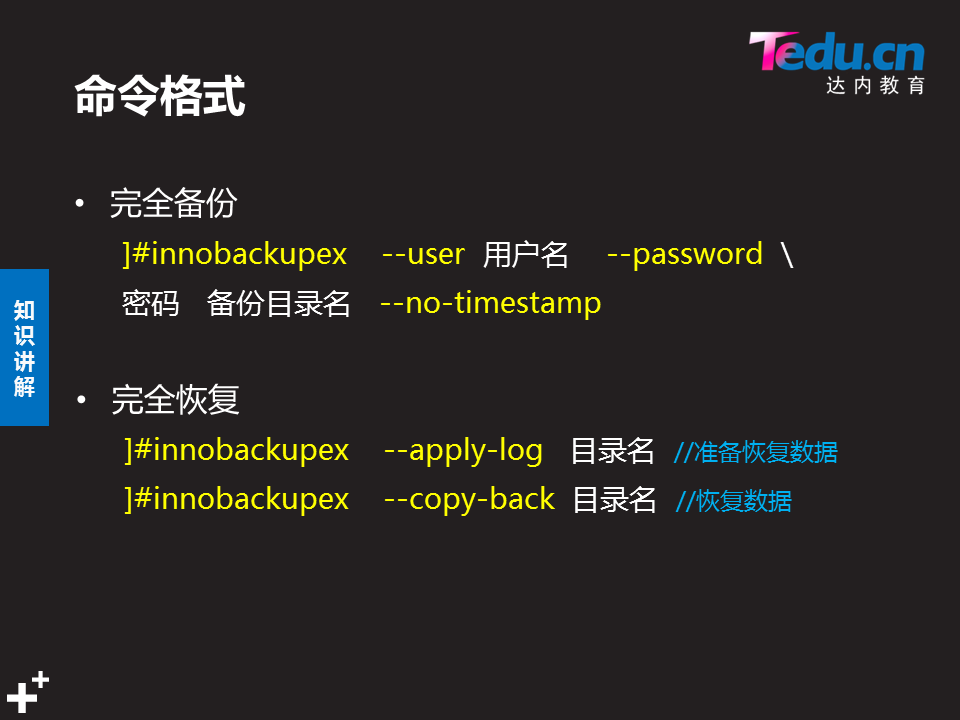 Tedu.cn
达内教育
命令格式
• 完全备份
]#innobackupex --user 用户名 --password \
密码 备份目录名 --no-timestamp
知识讲解
• 完全恢复
]#innobackupex --apply-log 目录名 //准备恢复数据
]#innobackupex --copy-back 目录名 //恢复数据